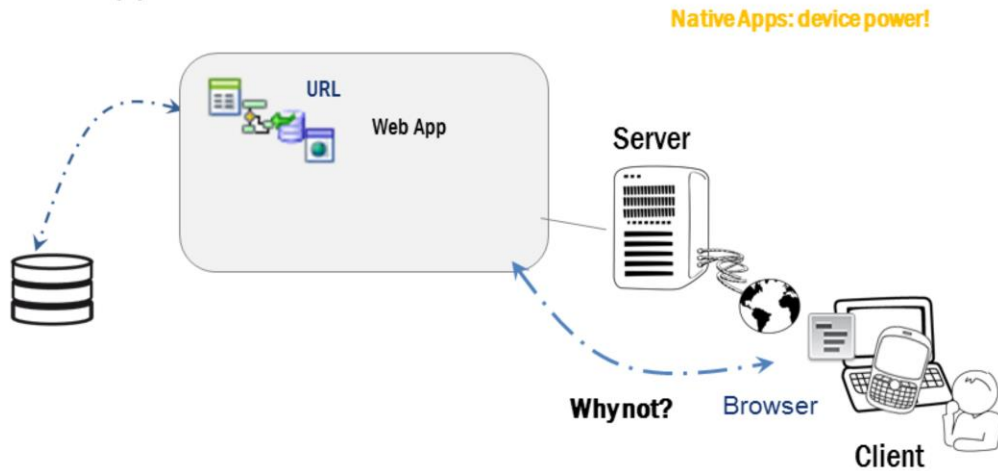 Native Apps: device power!
URL
Web App
Server
Why not?
Browser
Client